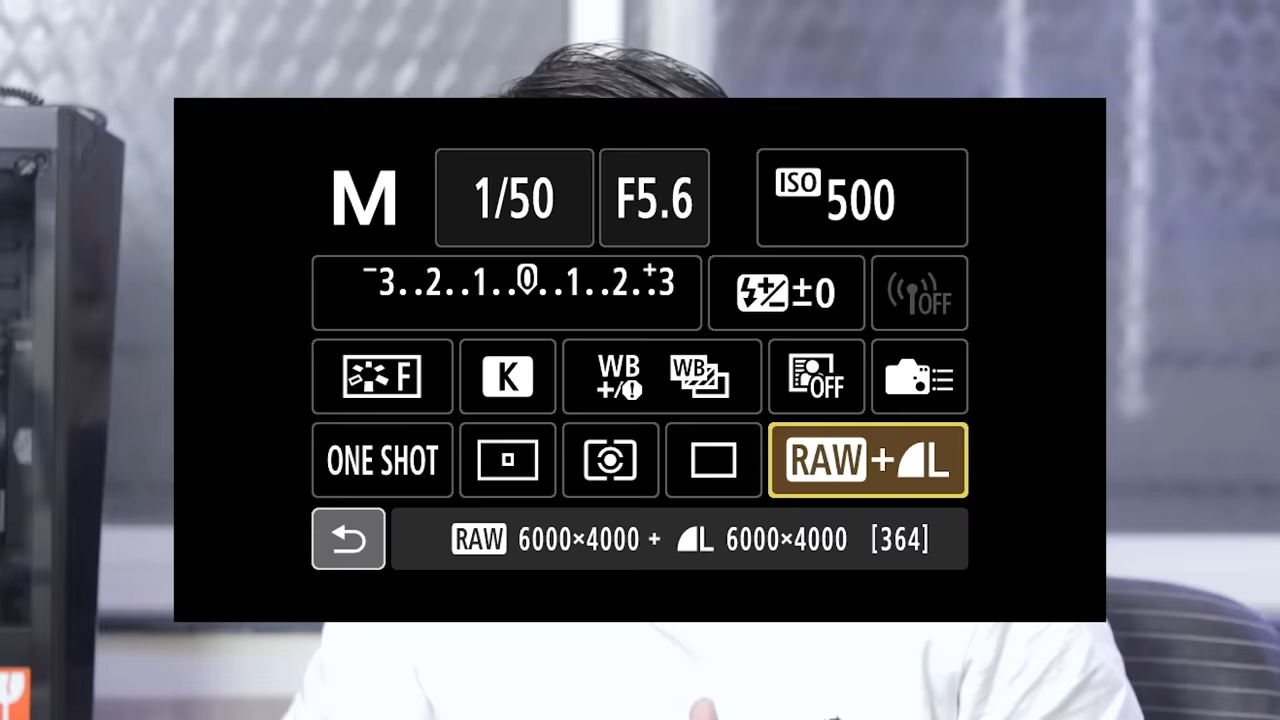 M 1/50 F5.6 ISO 500
-3..2..1..0..1..2..+3 ±0 OFF
F K WB +/- WB OFF
ONE SHOT RAW+L
RAW 6000×4000 + L 6000×4000 [364]